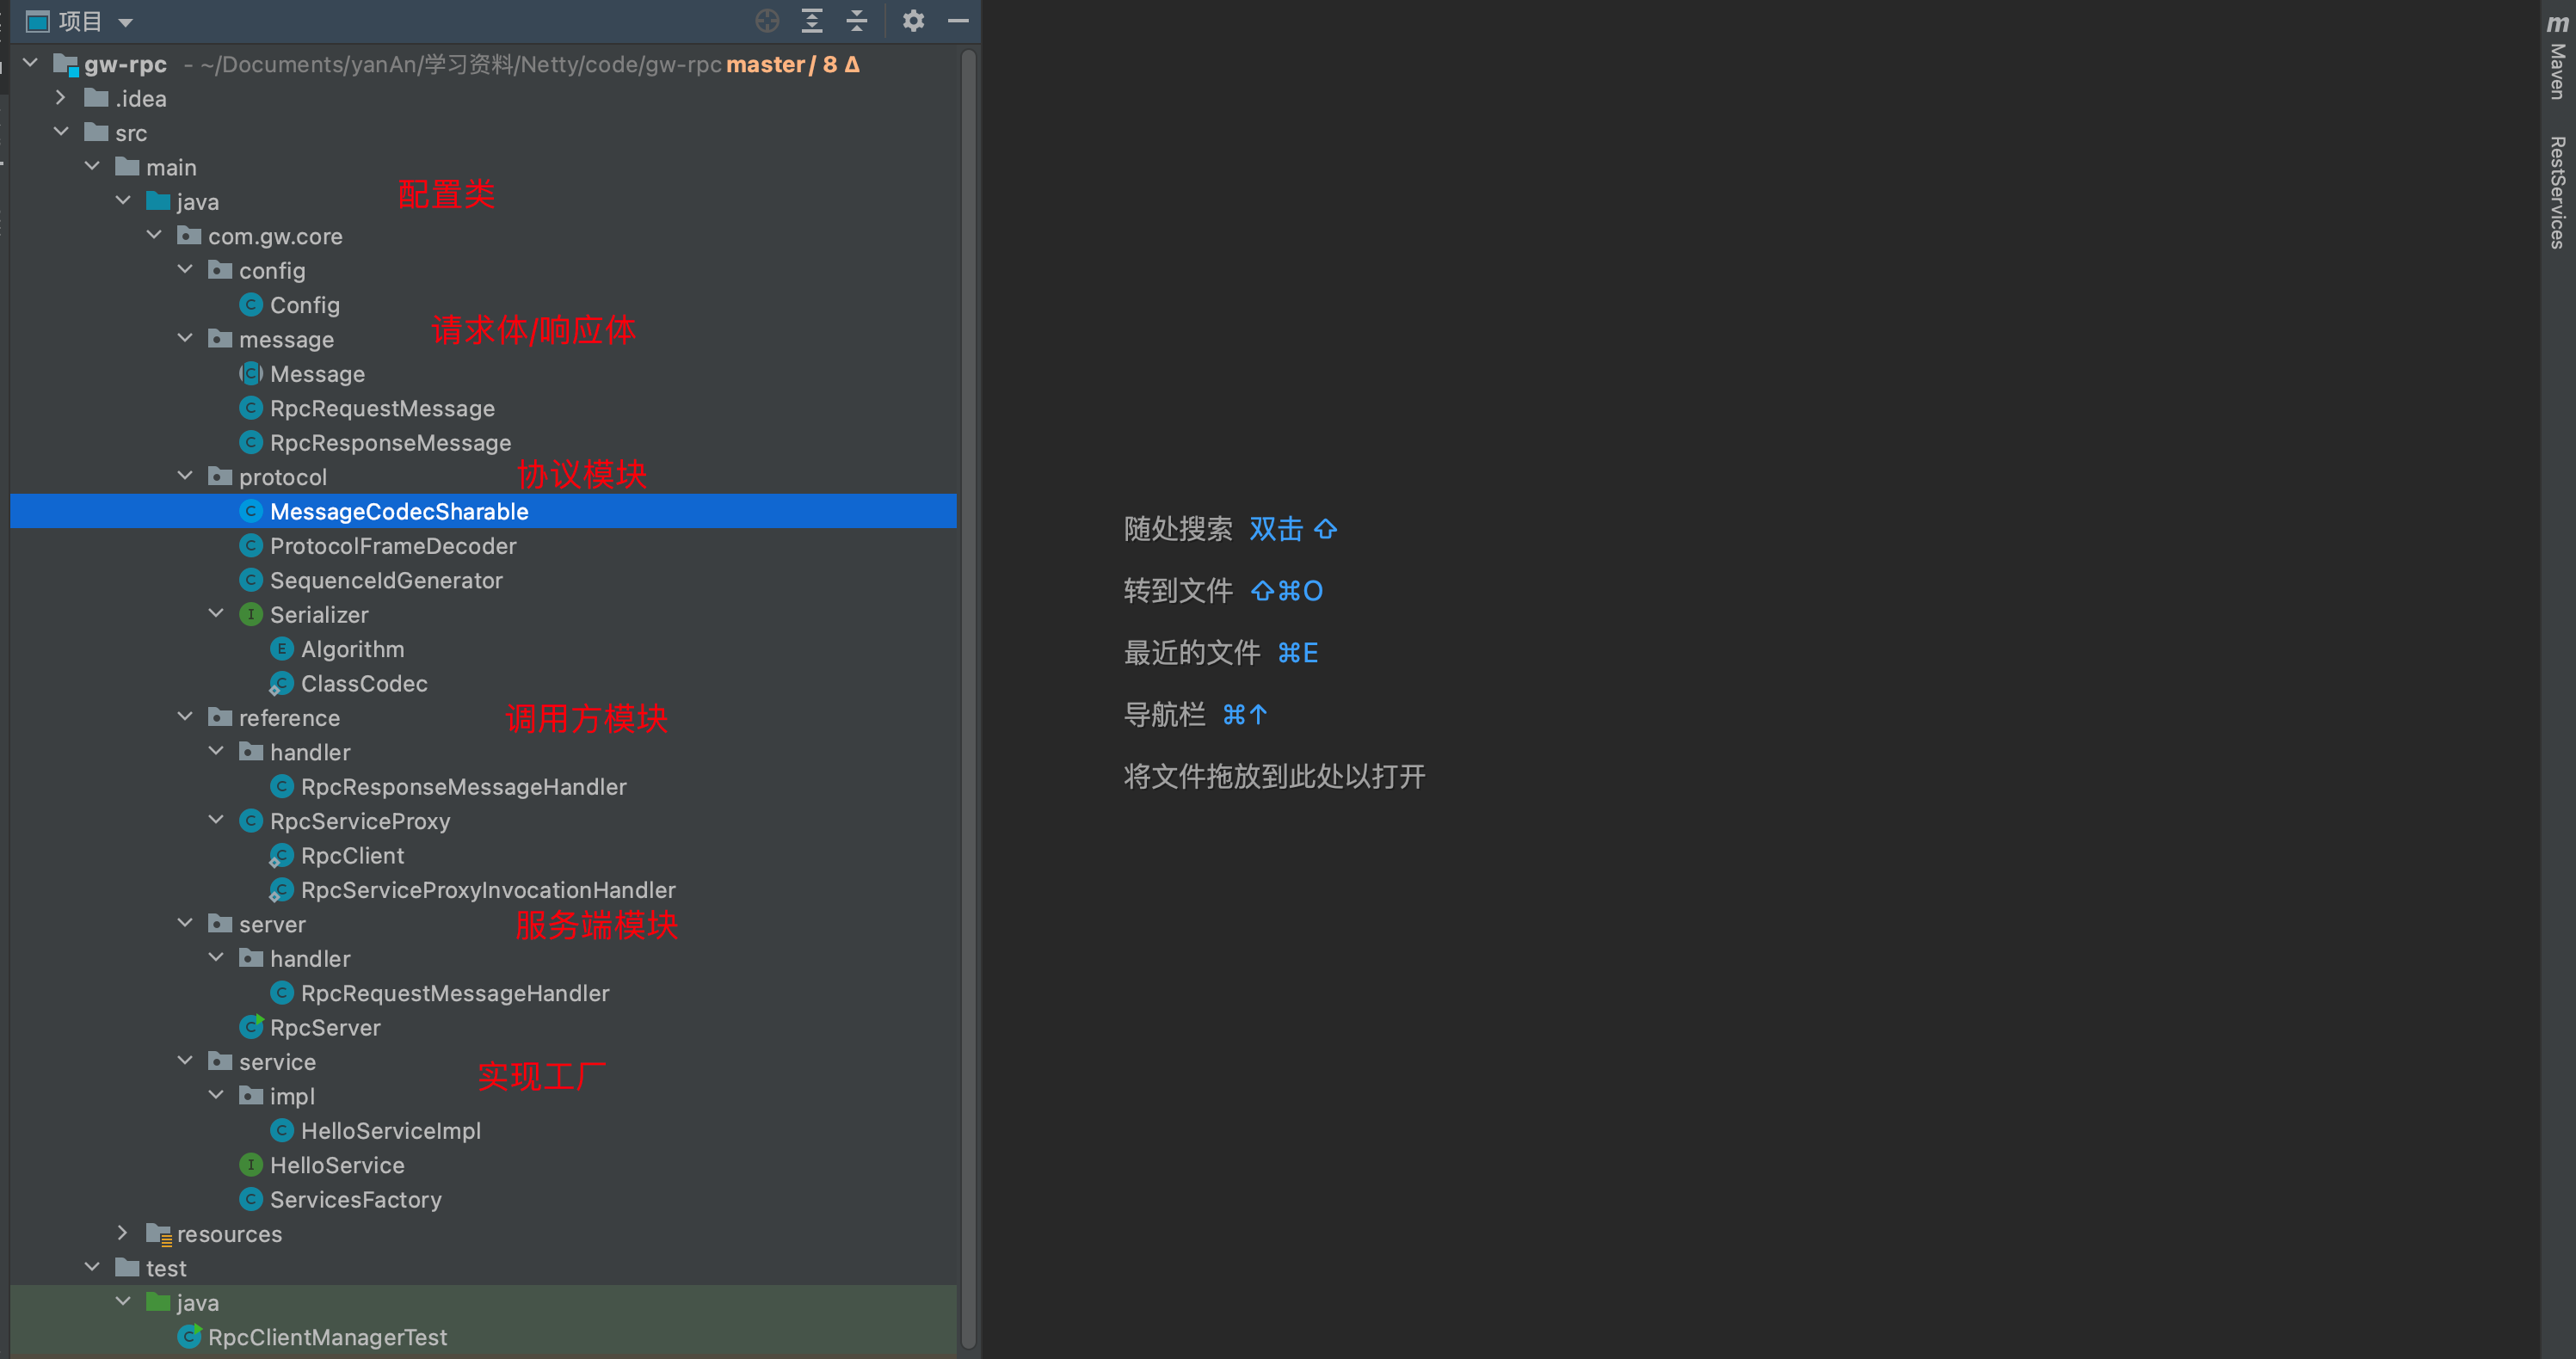 项目
gw-rpc - ~/Documents/yanAn/学习资料/Netty/code/gw-rpc master / 8 Δ
.idea
src
main
配置类
java
com.gw.core
config
Config
请求体/响应体
message
Message
RpcRequestMessage
RpcResponseMessage
协议模块
protocol
MessageCodecSharable
ProtocolFrameDecoder
SequenceIdGenerator
Serializer
Algorithm
ClassCodec
调用方模块
reference
handler
RpcResponseMessageHandler
RpcServiceProxy
RpcClient
RpcServiceProxyInvocationHandler
服务端模块
server
handler
RpcRequestMessageHandler
RpcServer
service
实现工厂
impl
HelloServiceImpl
HelloService
ServicesFactory
resources
test
java
RpcClientManagerTest
随处搜索 双击 ⇧
转到文件 ⇧⌘O
最近的文件 ⌘E
导航栏 ⌘↑
将文件拖放到此处以打开
m Maven
RestServices